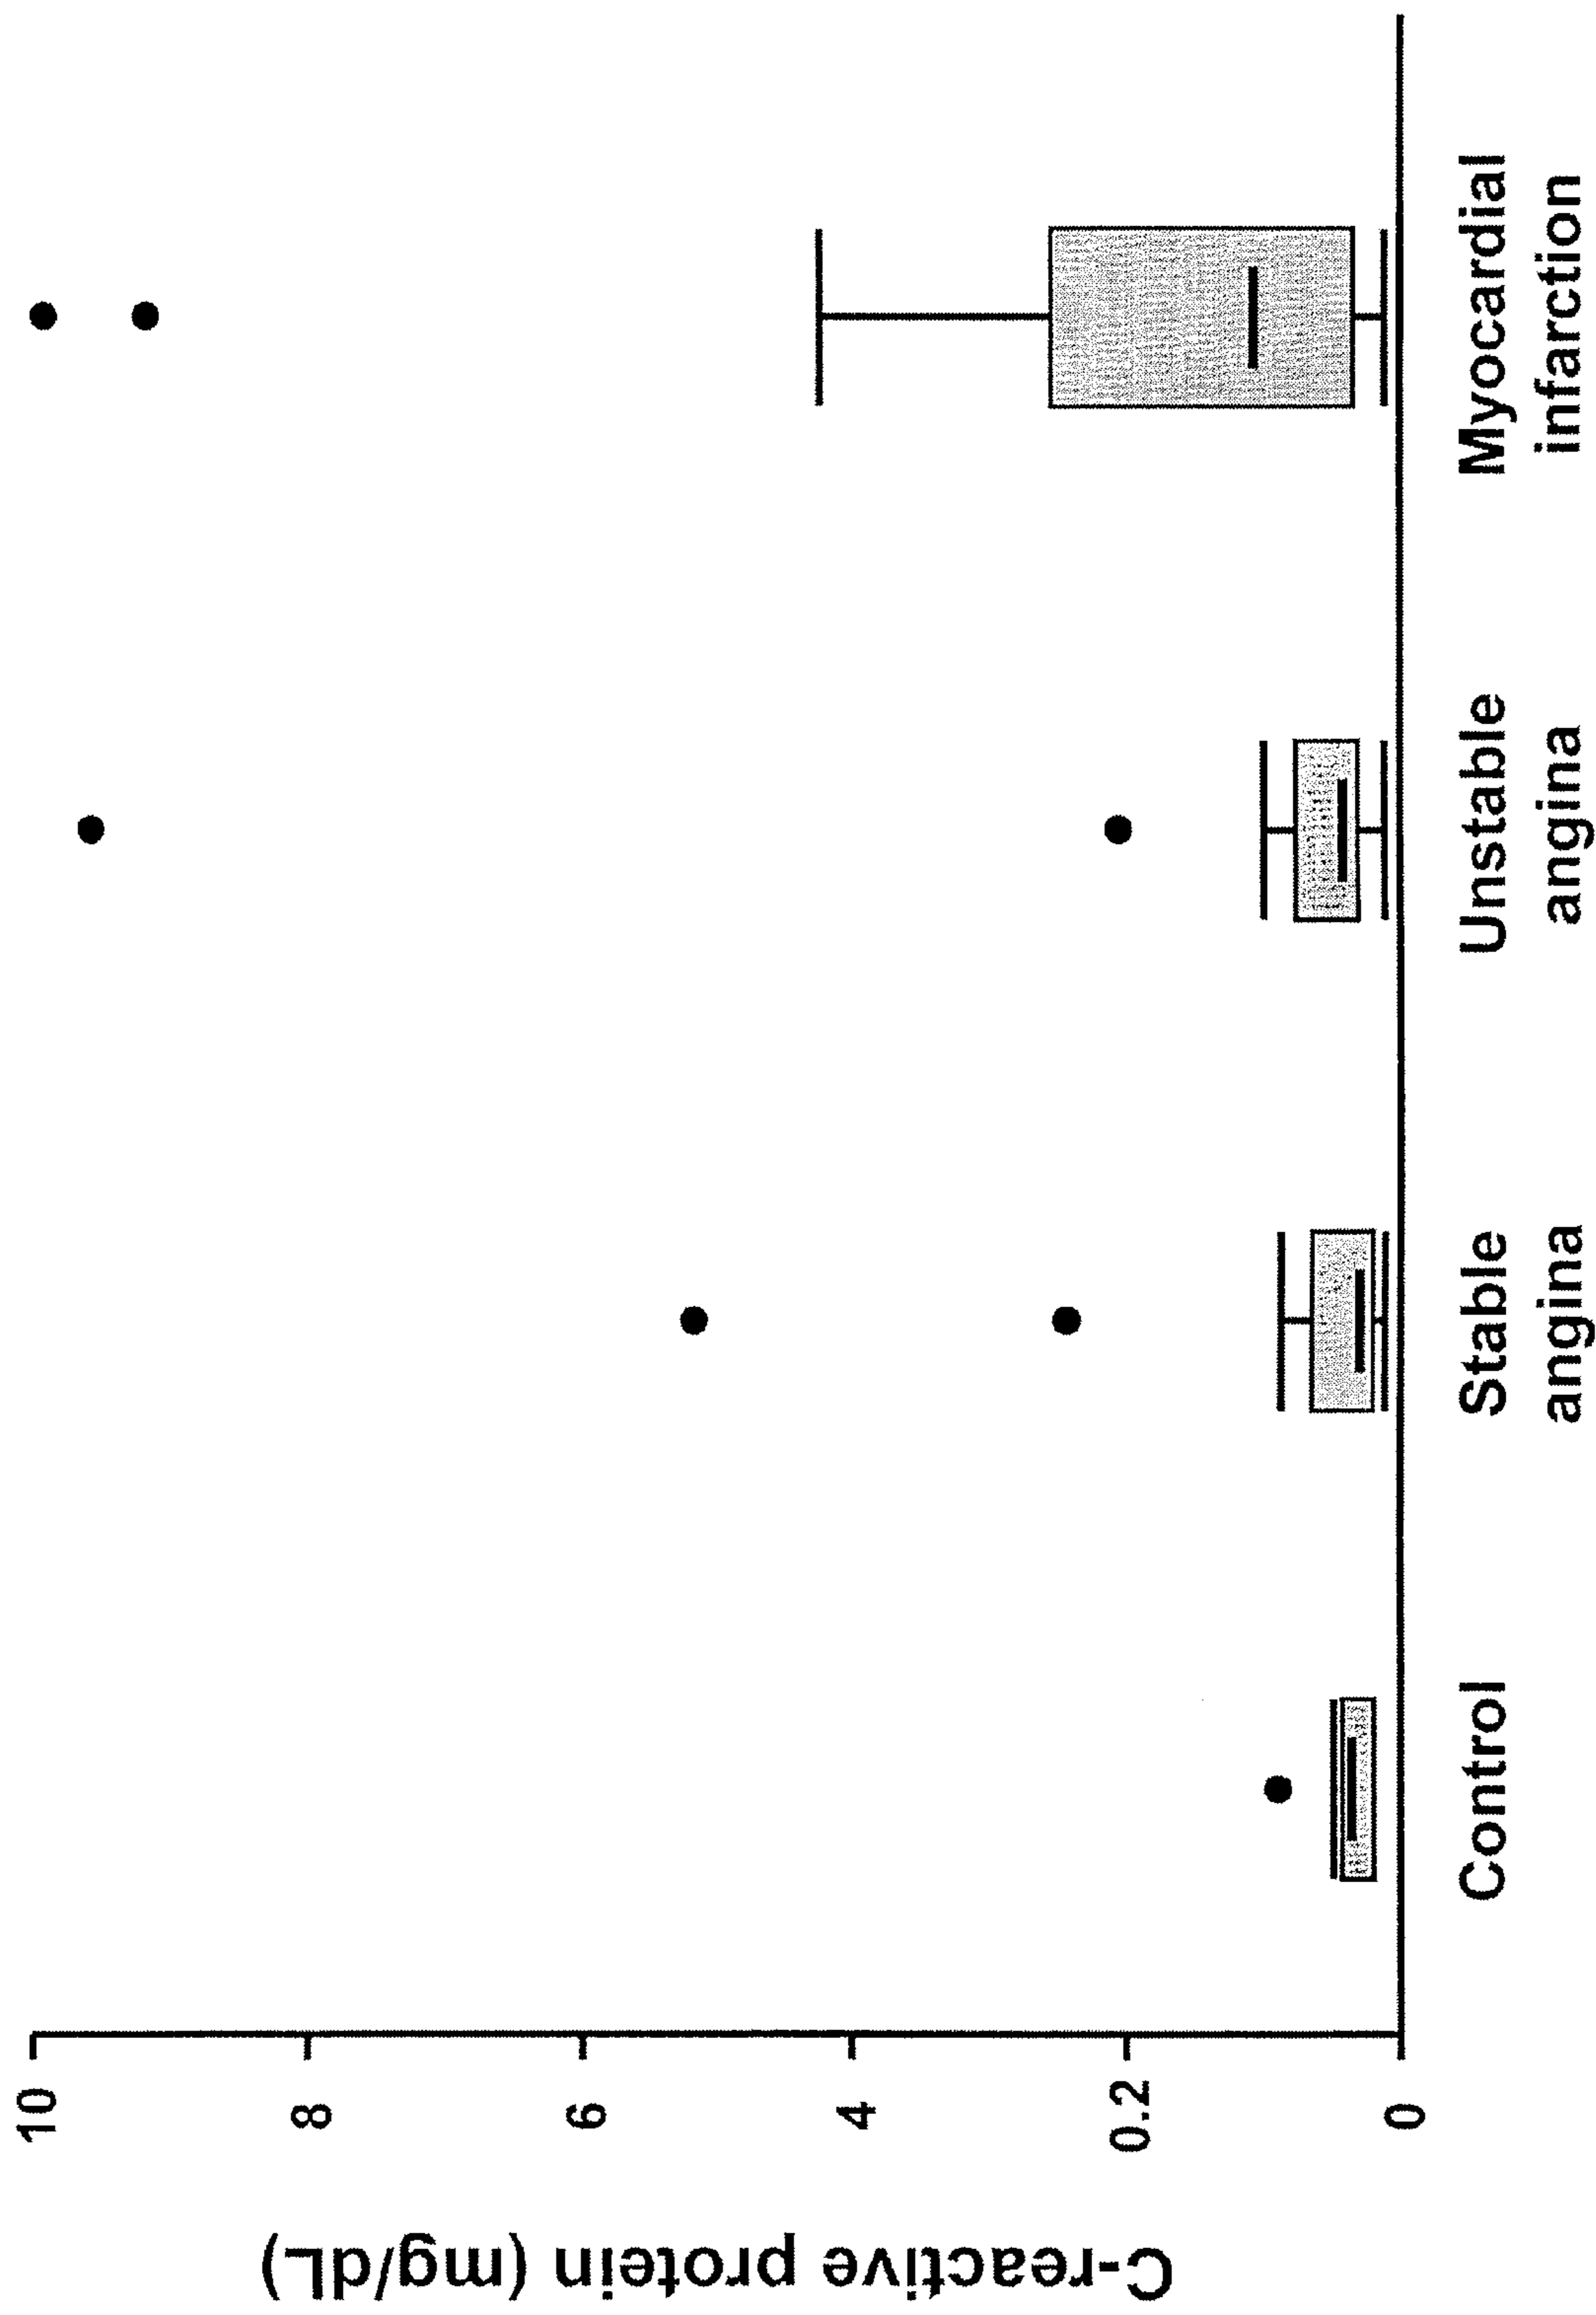 C-reactive protein (mg/dL)
10
8
6
4
0.2
0
Control
Stable
angina
Unstable
angina
Myocardial
infarction